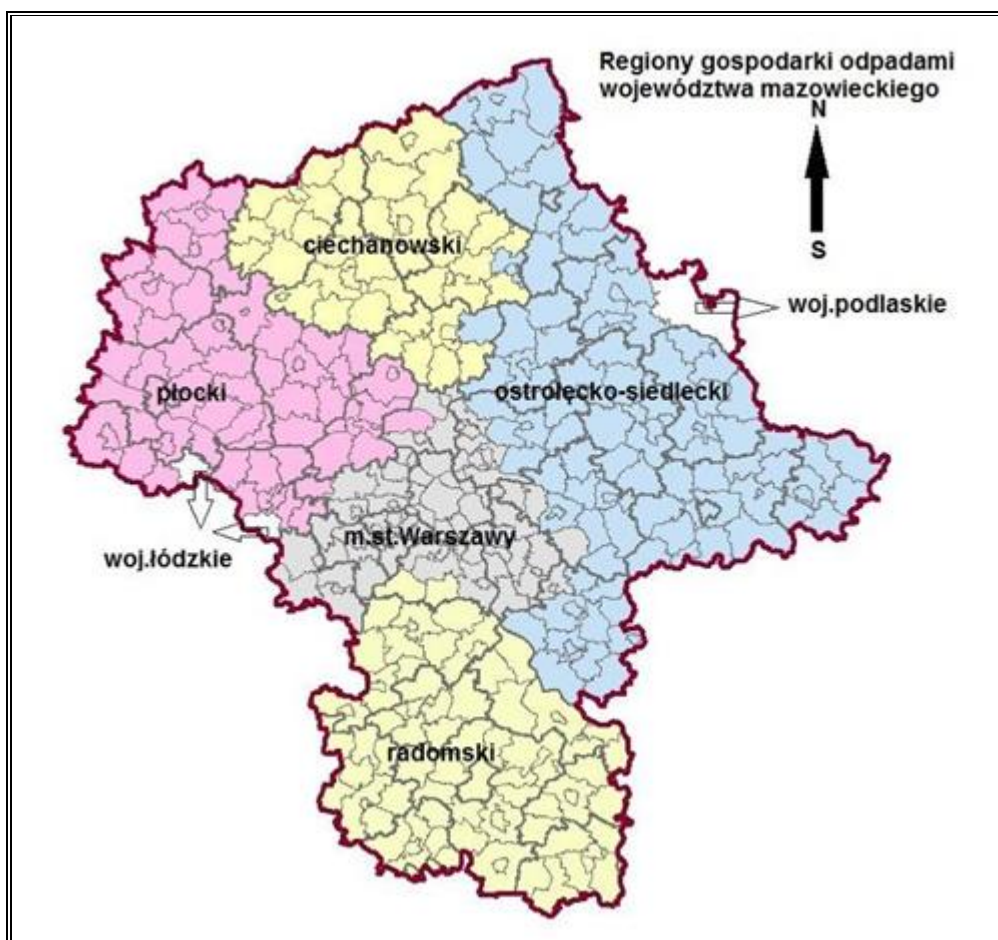 Regiony gospodarki odpadami
województwa mazowieckiego
N
S
ciechanowski
woj.podlaskie
płocki
ostrołęcko-siedlecki
m.st.Warszawy
woj.łódzkie
radomski